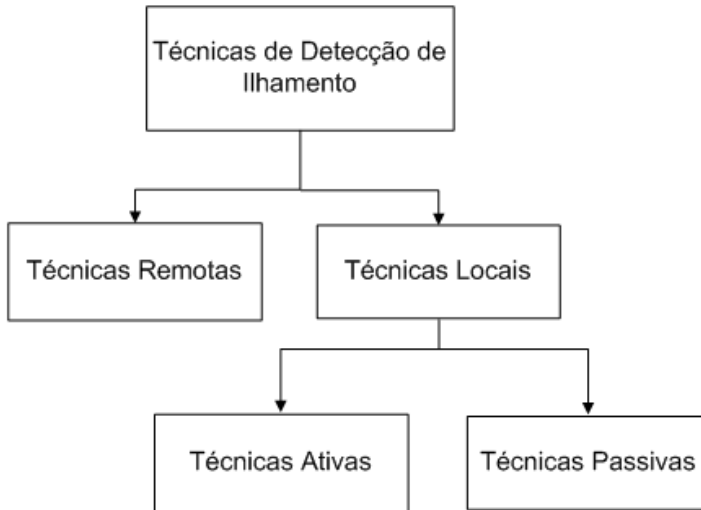 Técnicas de Detecção de
Ilhamento
Técnicas Remotas
Técnicas Locais
Técnicas Ativas
Técnicas Passivas